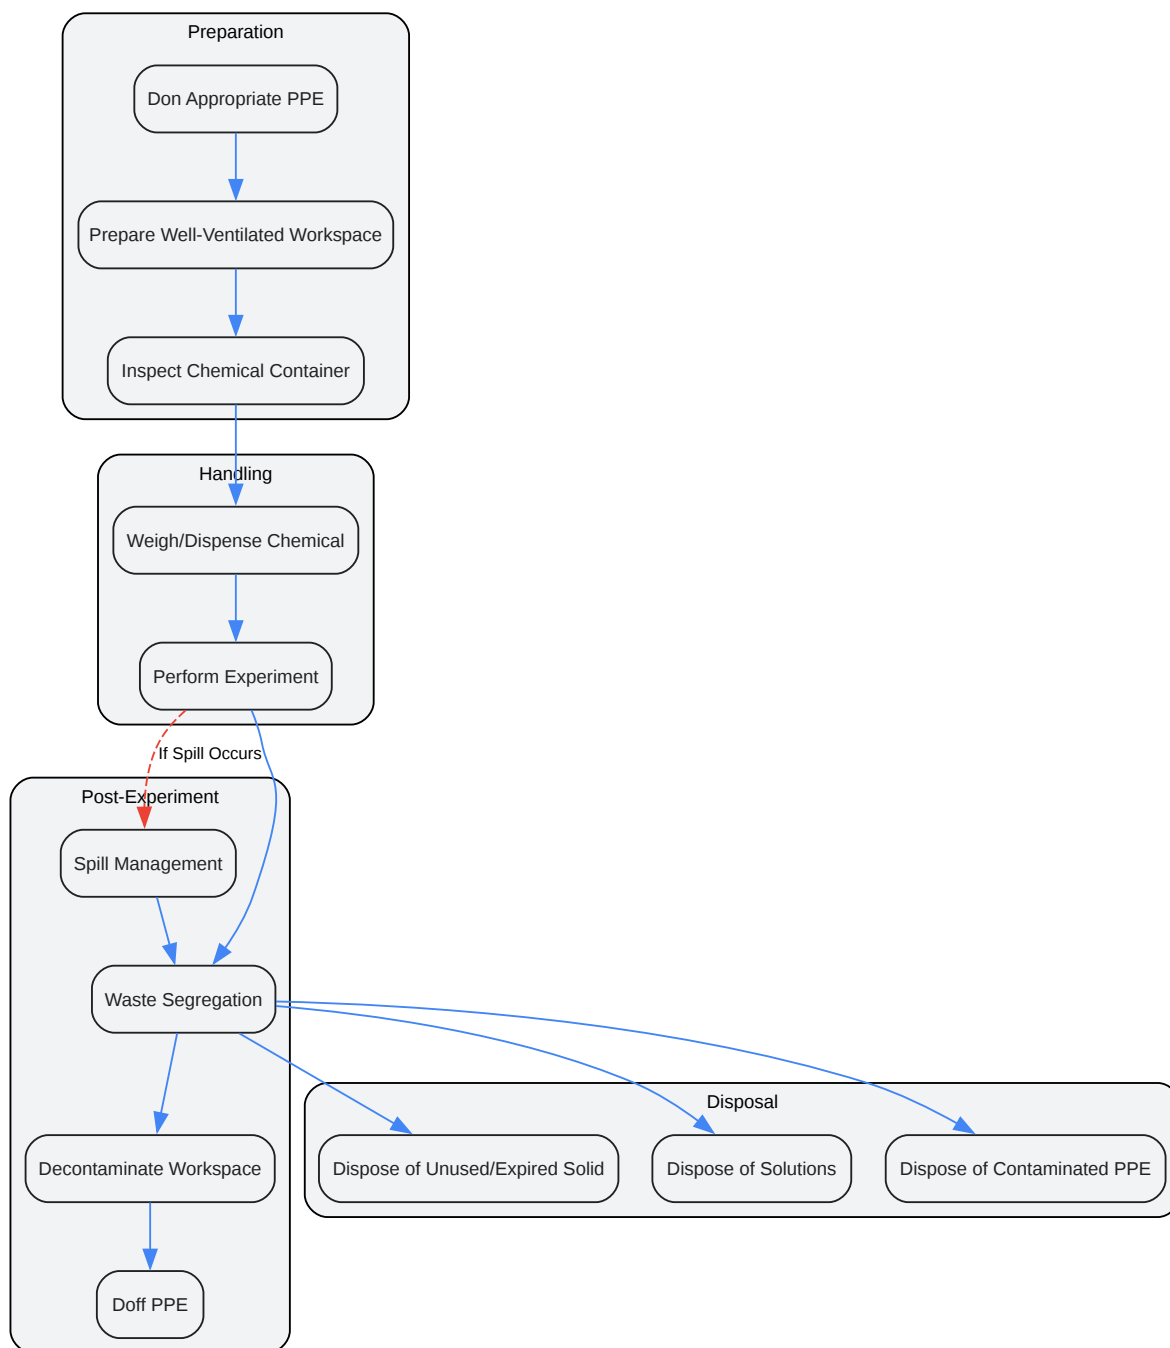 Preparation
Don Appropriate PPE
Prepare Well-Ventilated Workspace
Inspect Chemical Container
Handling
Weigh/Dispense Chemical
Perform Experiment
If Spill Occurs
Post-Experiment
Spill Management
Waste Segregation
Disposal
Decontaminate Workspace
Dispose of Unused/Expired Solid
Dispose of Solutions
Dispose of Contaminated PPE
Doff PPE